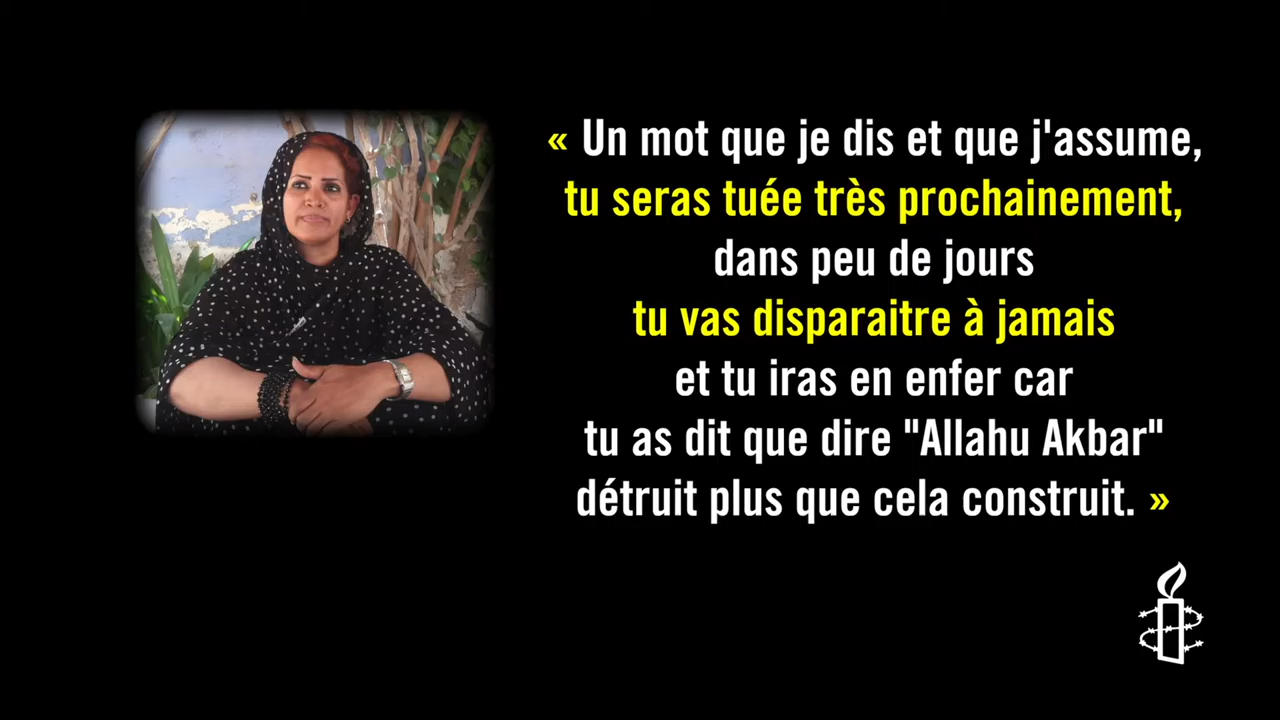 « Un mot que je dis et que j'assume,
tu seras tuée très prochainement,
dans peu de jours
tu vas disparaitre à jamais
et tu iras en enfer car
tu as dit que dire "Allahu Akbar"
détruit plus que cela construit. »